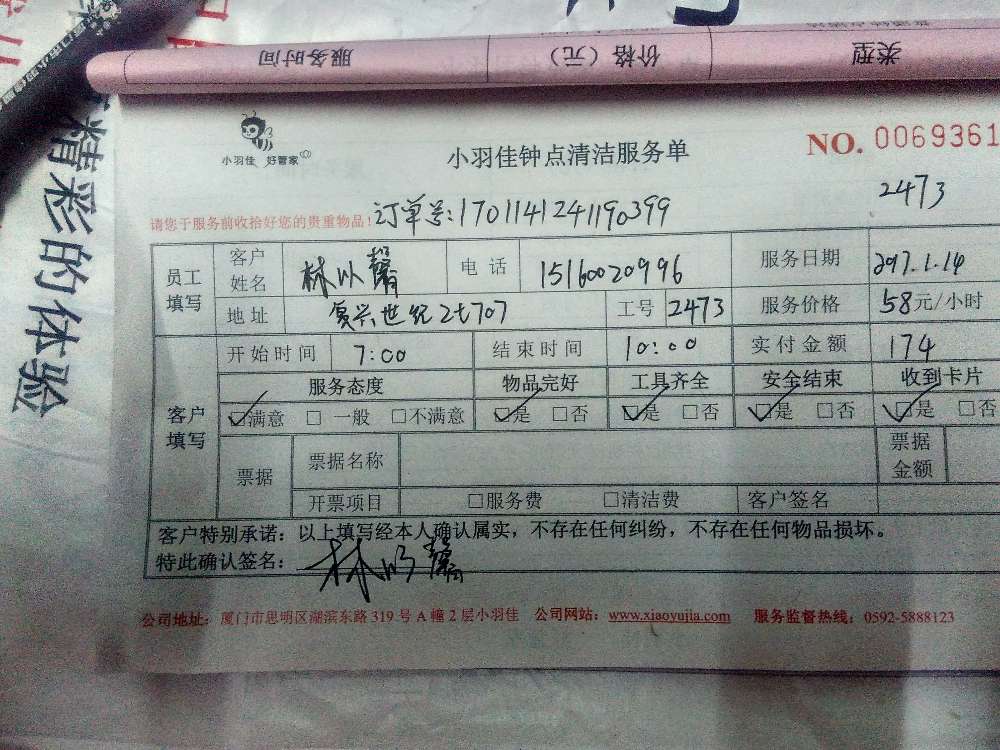 类型 价格（元） 服务时间
精彩的体验
小羽佳 好管家
小羽佳钟点清洁服务单
NO. 0069361
2473
请您于服务前收拾好您的贵重物品！
订单号:170114124119 0399
员工填写 客户姓名 林以馨 电话 15160020996 服务日期 2017.1.14
地址 复兴世纪 707 工号 2473 服务价格 58元/小时
客户填写 开始时间 7:00 结束时间 10:00 实付金额 174
服务态度 物品完好 工具齐全 安全结束 收到卡片
☑满意 □一般 □不满意 ☑是 □否 ☑是 □否 ☑是 □否 ☑是 □否
票据 票据名称 票据金额
开票项目 □服务费 □清洁费 客户签名
客户特别承诺：以上填写经本人确认属实，不存在任何纠纷，不存在任何物品损坏。
特此确认签名：林以馨
公司地址：厦门市思明区湖滨东路319号A幢2层小羽佳 公司网站：www.xiaoyujia.com 服务监督热线：0592-5888123